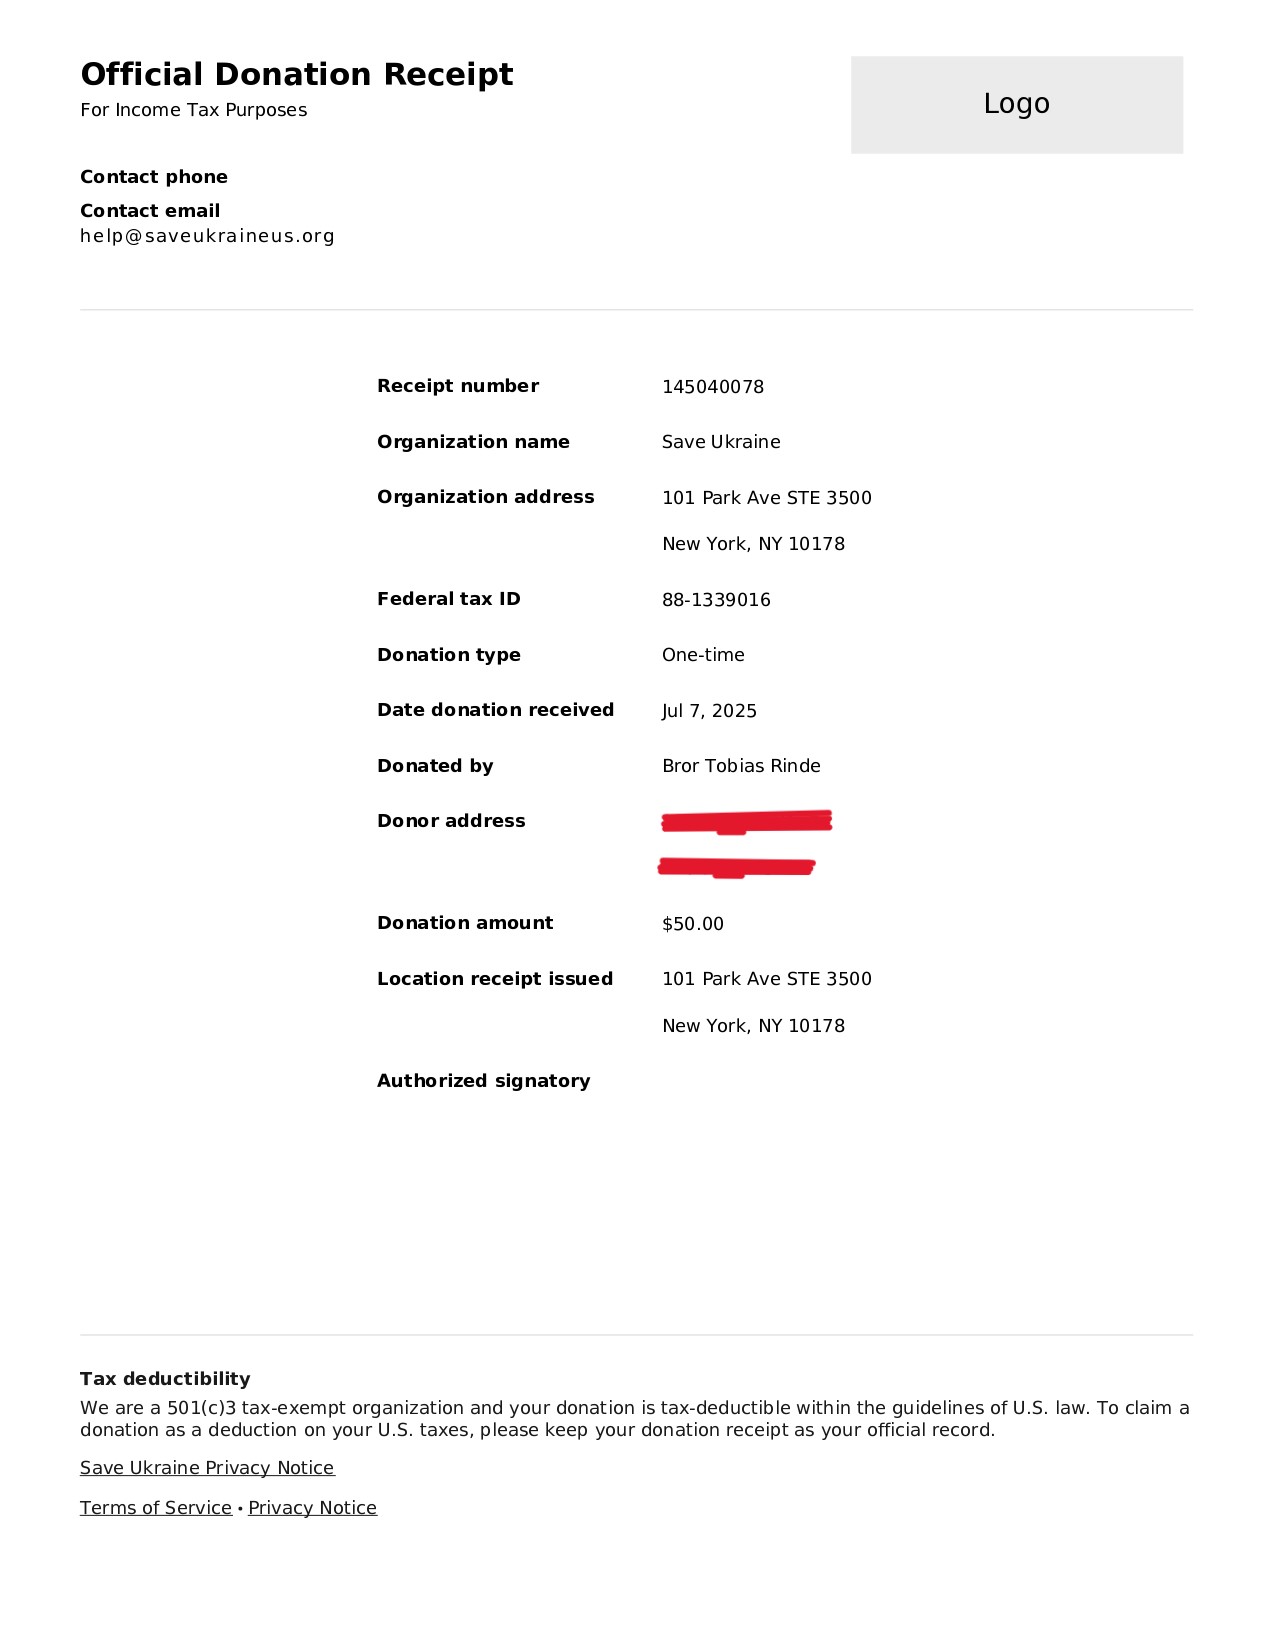 Official Donation Receipt
For Income Tax Purposes
Logo
Contact phone
Contact email
help@saveukraineus.org
Receipt number 145040078
Organization name Save Ukraine
Organization address 101 Park Ave STE 3500
New York, NY 10178
Federal tax ID 88-1339016
Donation type One-time
Date donation received Jul 7, 2025
Donated by Bror Tobias Rinde
Donor address
Donation amount $50.00
Location receipt issued 101 Park Ave STE 3500
New York, NY 10178
Authorized signatory
Tax deductibility
We are a 501(c)3 tax-exempt organization and your donation is tax-deductible within the guidelines of U.S. law. To claim a
donation as a deduction on your U.S. taxes, please keep your donation receipt as your official record.
Save Ukraine Privacy Notice
Terms of Service • Privacy Notice